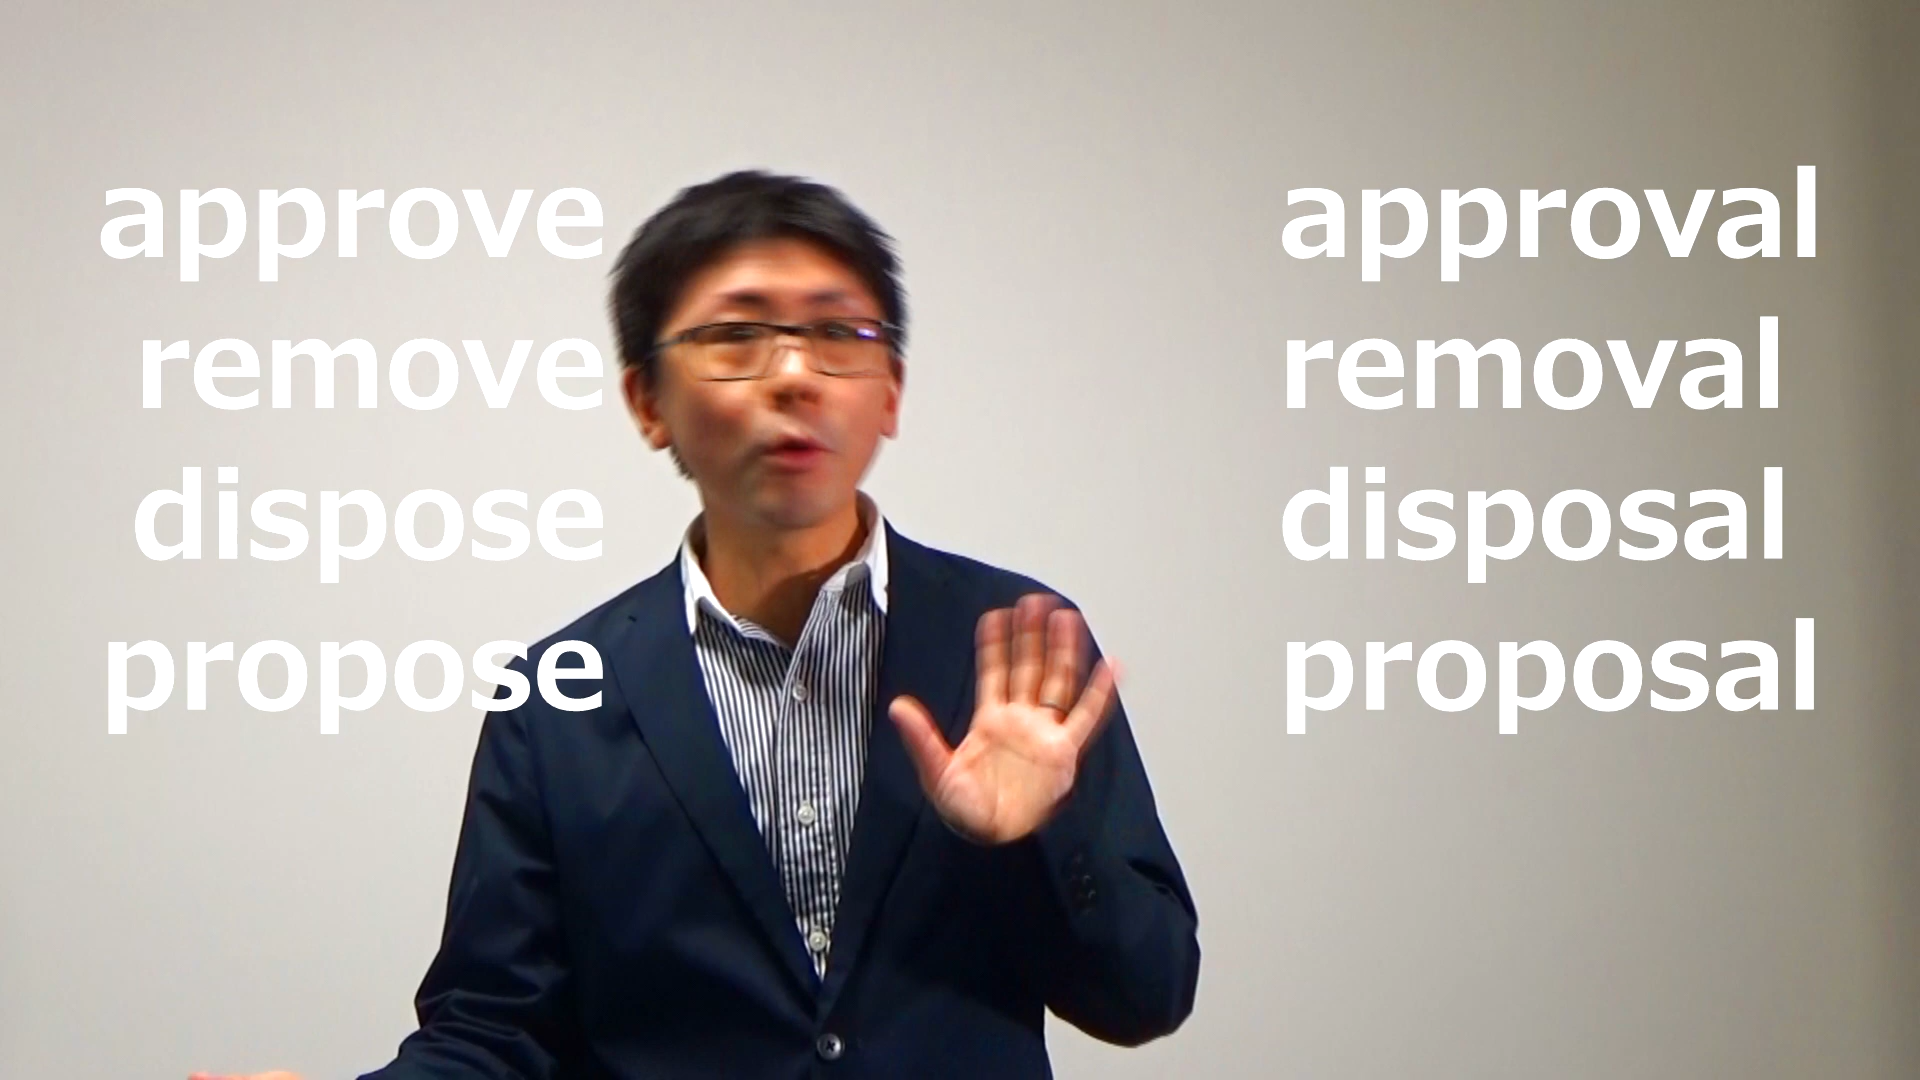 approve approval
remove removal
dispose disposal
propose proposal